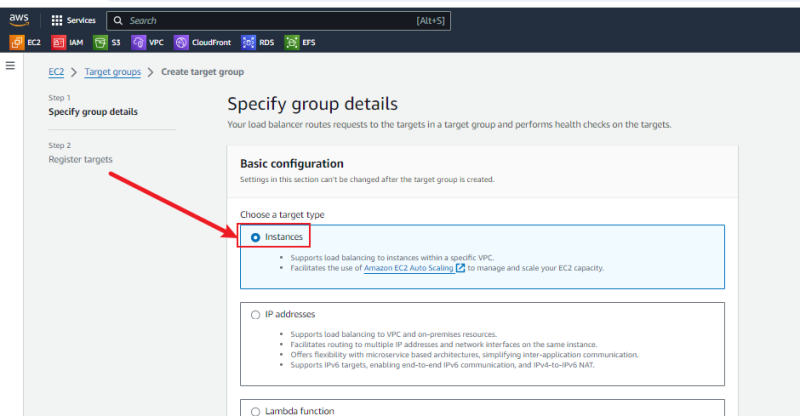 aws
Services
Search
[Alt+S]
EC2 IAM S3 VPC CloudFront RDS EFS
EC2 > Target groups > Create target group
Step 1
Specify group details
Step 2
Register targets
Specify group details
Your load balancer routes requests to the targets in a target group and performs health checks on the targets.
Basic configuration
Settings in this section can't be changed after the target group is created.
Choose a target type
Instances
• Supports load balancing to instances within a specific VPC.
• Facilitates the use of Amazon EC2 Auto Scaling to manage and scale your EC2 capacity.
IP addresses
• Supports load balancing to VPC and on-premises resources.
• Facilitates routing to multiple IP addresses and network interfaces on the same instance.
• Offers flexibility with microservice based architectures, simplifying inter-application communication.
• Supports IPv6 targets, enabling end-to-end IPv6 communication, and IPv4-to-IPv6 NAT.
Lambda function